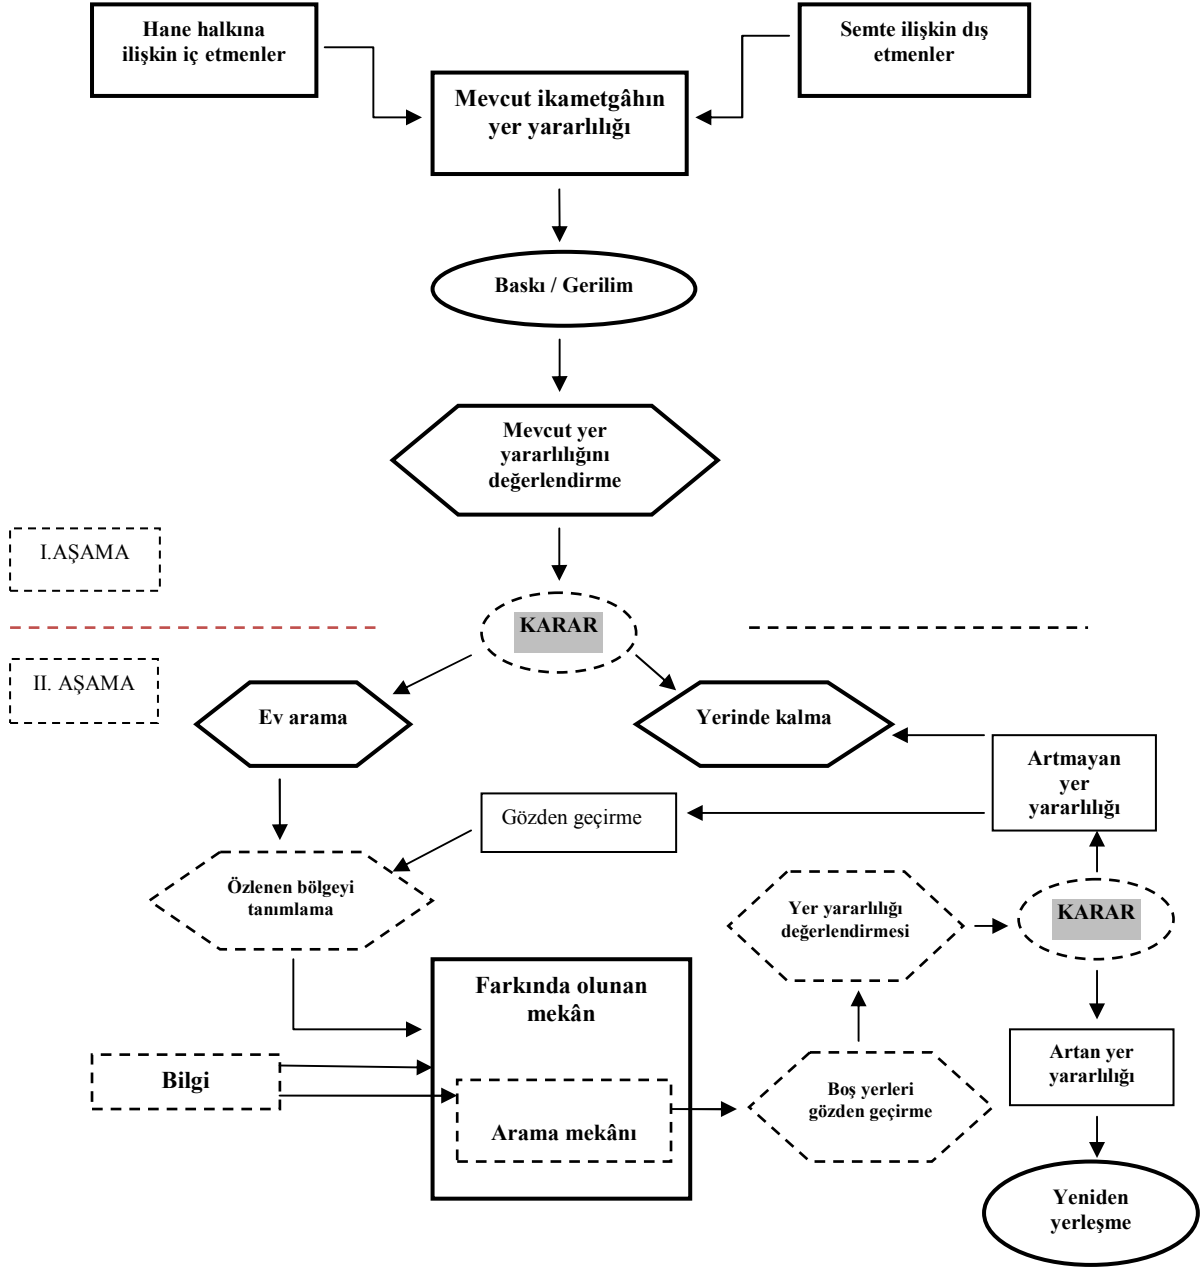 Hane halkına
ilişkin iç etmenler
Semte ilişkin dış
etmenler
Mevcut ikametgâhın
yer yararlılığı
Baskı / Gerilim
Mevcut yer
yararlılığını
değerlendirme
I.AŞAMA
KARAR
II. AŞAMA
Ev arama
Yerinde kalma
Artmayan
yer
yararlılığı
Gözden geçirme
Özlenen bölgeyi
tanımlama
Yer yararlılığı
değerlendirmesi
KARAR
Farkında olunan
mekân
Bilgi
Arama mekânı
Boş yerleri
gözden geçirme
Artan yer
yararlılığı
Yeniden
yerleşme